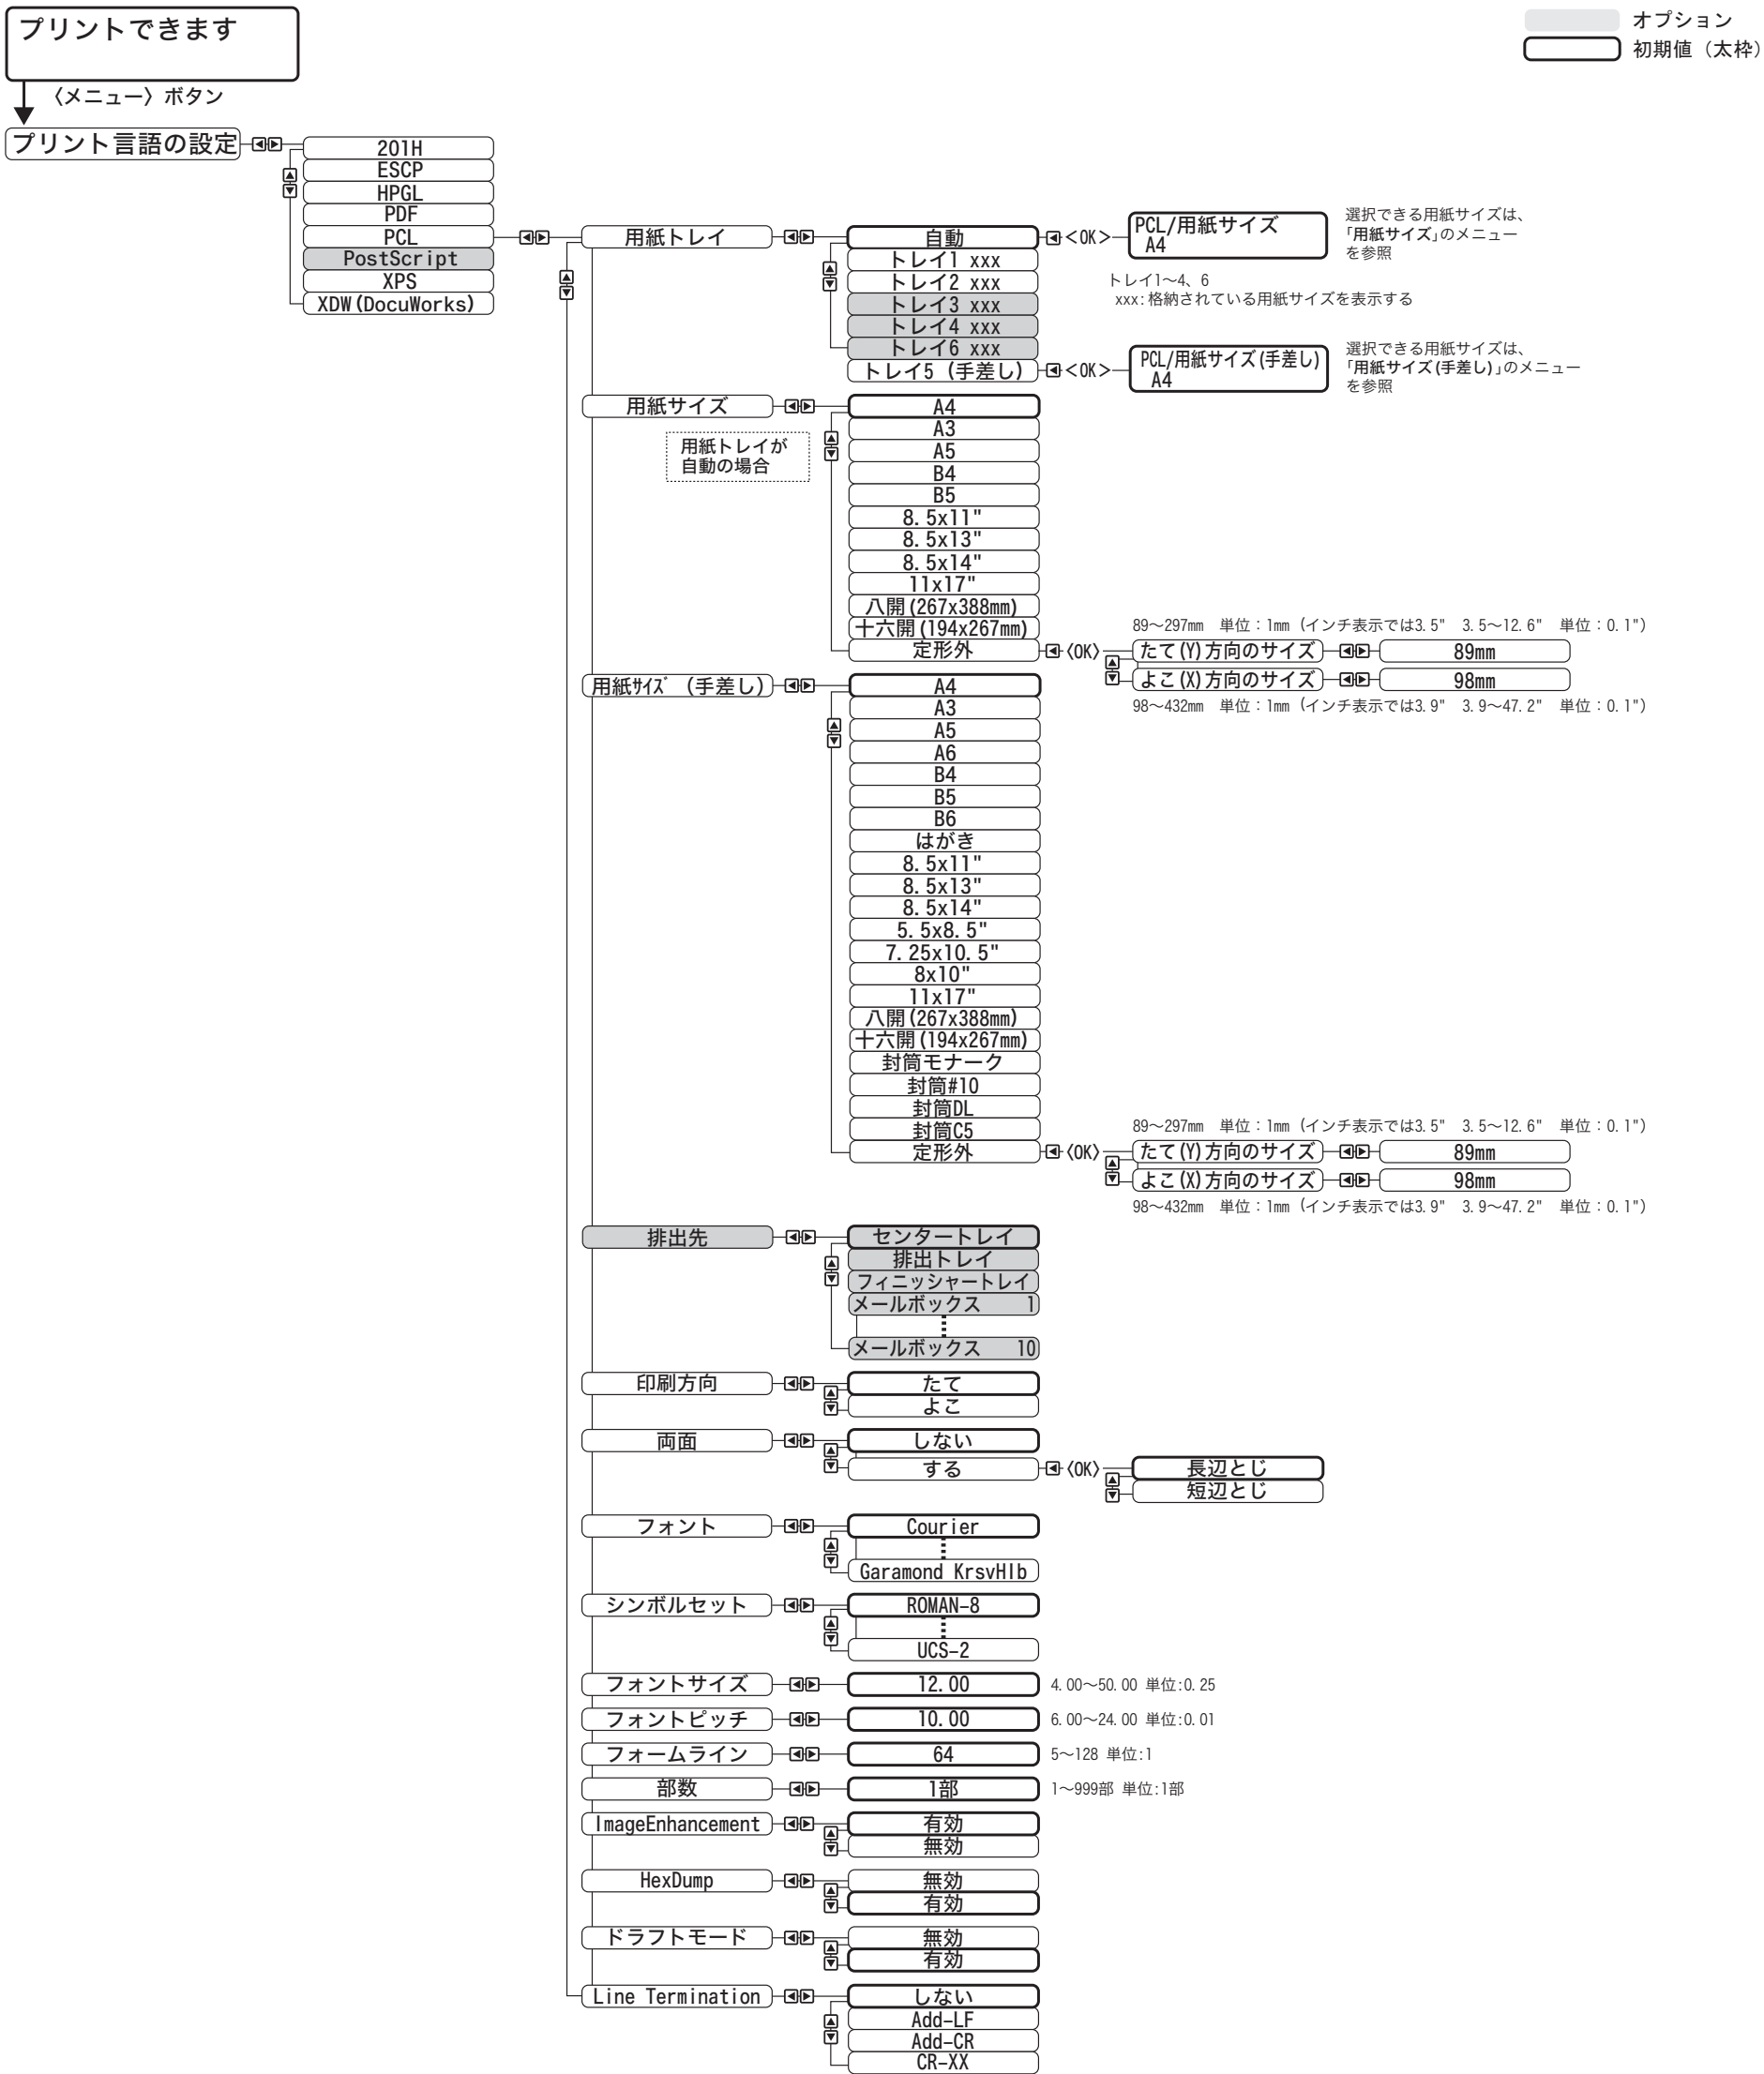 プリントできます
オプション
初期値（太枠）
〈メニュー〉ボタン
プリント言語の設定
201H
ESCP
HPGL
PDF
PCL
PostScript
XPS
XDW(DocuWorks)
用紙トレイ
自動
<OK>
PCL/用紙サイズ
A4
選択できる用紙サイズは、
「用紙サイズ」のメニュー
を参照
トレイ1 xxx
トレイ2 xxx
トレイ3 xxx
トレイ4 xxx
トレイ6 xxx
トレイ1～4、6
xxx:格納されている用紙サイズを表示する
トレイ5（手差し）
<OK>
PCL/用紙サイズ(手差し)
A4
選択できる用紙サイズは、
「用紙サイズ(手差し)」のメニュー
を参照
用紙サイズ
用紙トレイが
自動の場合
A4
A3
A5
B4
B5
8.5x11"
8.5x13"
8.5x14"
11x17"
八開(267x388mm)
十六開(194x267mm)
定形外
〈OK〉
89～297mm 単位：1mm（インチ表示では3.5" 3.5～12.6" 単位：0.1"）
たて(Y)方向のサイズ
89mm
よこ(X)方向のサイズ
98mm
98～432mm 単位：1mm（インチ表示では3.9" 3.9～47.2" 単位：0.1"）
用紙ｻｲｽﾞ（手差し）
A4
A3
A5
A6
B4
B5
B6
はがき
8.5x11"
8.5x13"
8.5x14"
5.5x8.5"
7.25x10.5"
8x10"
11x17"
八開(267x388mm)
十六開(194x267mm)
封筒モナーク
封筒#10
封筒DL
封筒C5
定形外
〈OK〉
89～297mm 単位：1mm（インチ表示では3.5" 3.5～12.6" 単位：0.1"）
たて(Y)方向のサイズ
89mm
よこ(X)方向のサイズ
98mm
98～432mm 単位：1mm（インチ表示では3.9" 3.9～47.2" 単位：0.1"）
排出先
センタートレイ
排出トレイ
フィニッシャートレイ
メールボックス 1
メールボックス 10
印刷方向
たて
よこ
両面
しない
する
〈OK〉
長辺とじ
短辺とじ
フォント
Courier
Garamond KrsvHlb
シンボルセット
ROMAN-8
UCS-2
フォントサイズ
12.00
4.00～50.00 単位:0.25
フォントピッチ
10.00
6.00～24.00 単位:0.01
フォームライン
64
5～128 単位:1
部数
1部
1～999部 単位:1部
ImageEnhancement
有効
無効
HexDump
無効
有効
ドラフトモード
無効
有効
Line Termination
しない
Add-LF
Add-CR
CR-XX